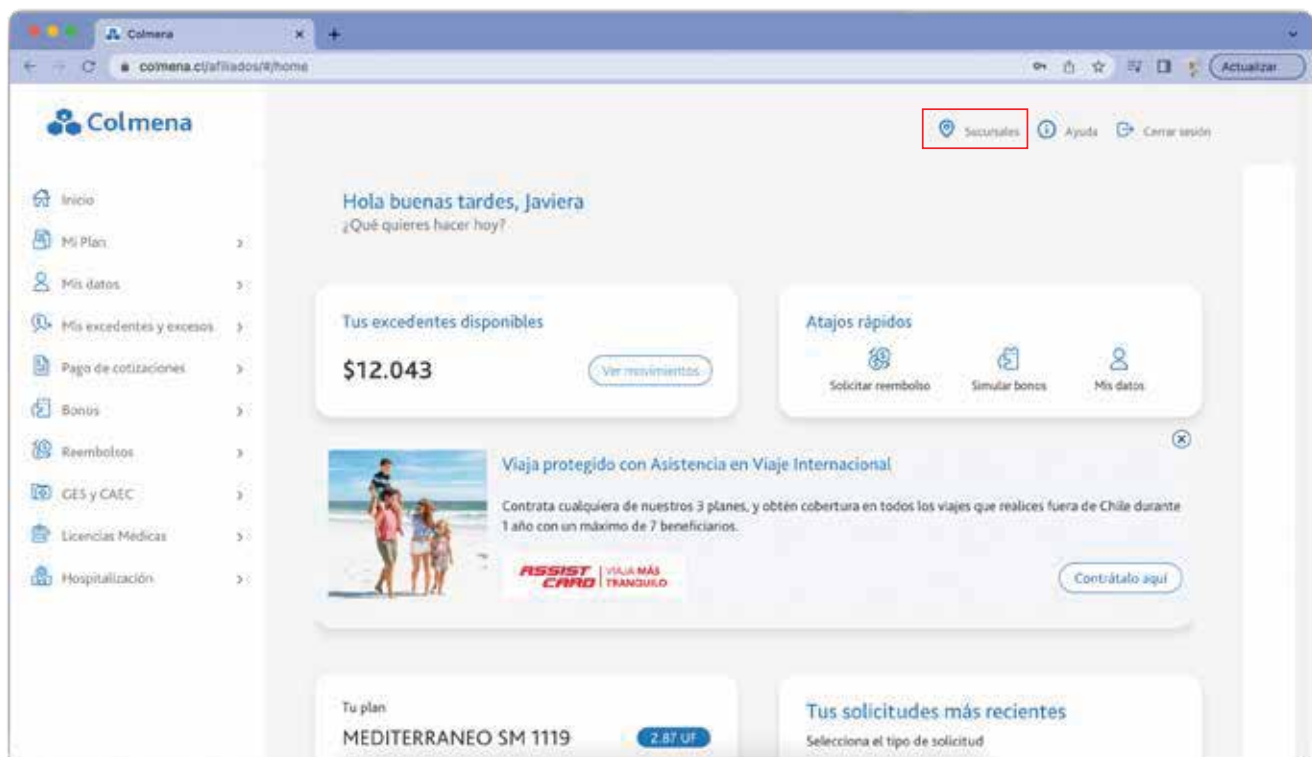 Colmena
colmena.cl/afiliados/#/home
Actualizar
Colmena
Sucursales
Ayuda
Cerrar sesión
Inicio
Mi Plan
Mis datos
Mis excedentes y excesos
Pago de cotizaciones
Bonos
Reembolsos
GES y CAEC
Licencias Médicas
Hospitalización
Hola buenas tardes, Javiera
¿Qué quieres hacer hoy?
Tus excedentes disponibles
$12.043
Ver movimientos
Atajos rápidos
Solicitar reembolso
Simular bonos
Mis datos
Viaja protegido con Asistencia en Viaje Internacional
Contrata cualquiera de nuestros 3 planes, y obtén cobertura en todos los viajes que realices fuera de Chile durante
1 año con un máximo de 7 beneficiarios.
ASSIST
CARD
VIAJA MÁS
TRANQUILO
Contrátalo aquí
Tu plan
MEDITERRANEO SM 1119
2.87 UF
Tus solicitudes más recientes
Selecciona el tipo de solicitud